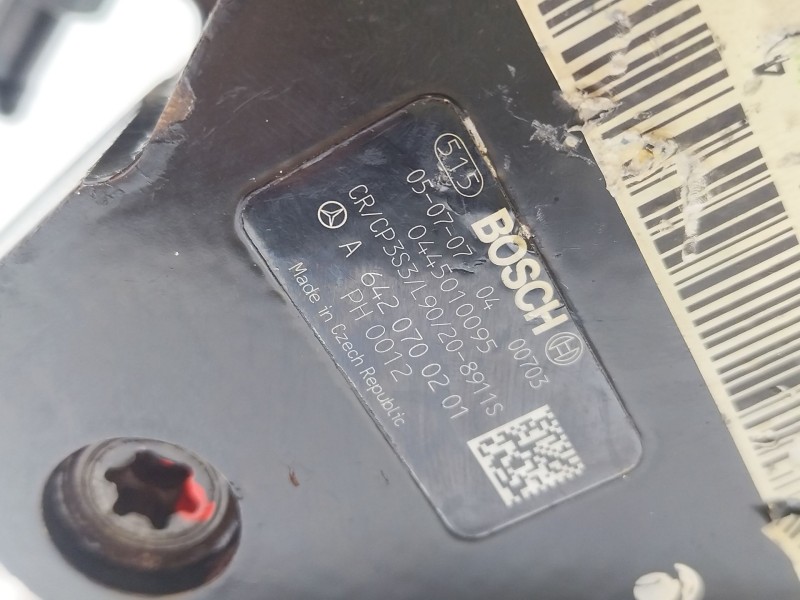 515
BOSCH
05-07-07 04 00703
0445010095
CR/CP3S3/L90/20-8911S
A 642 070 02 01
PH 0012
Made in Czech Republic
4